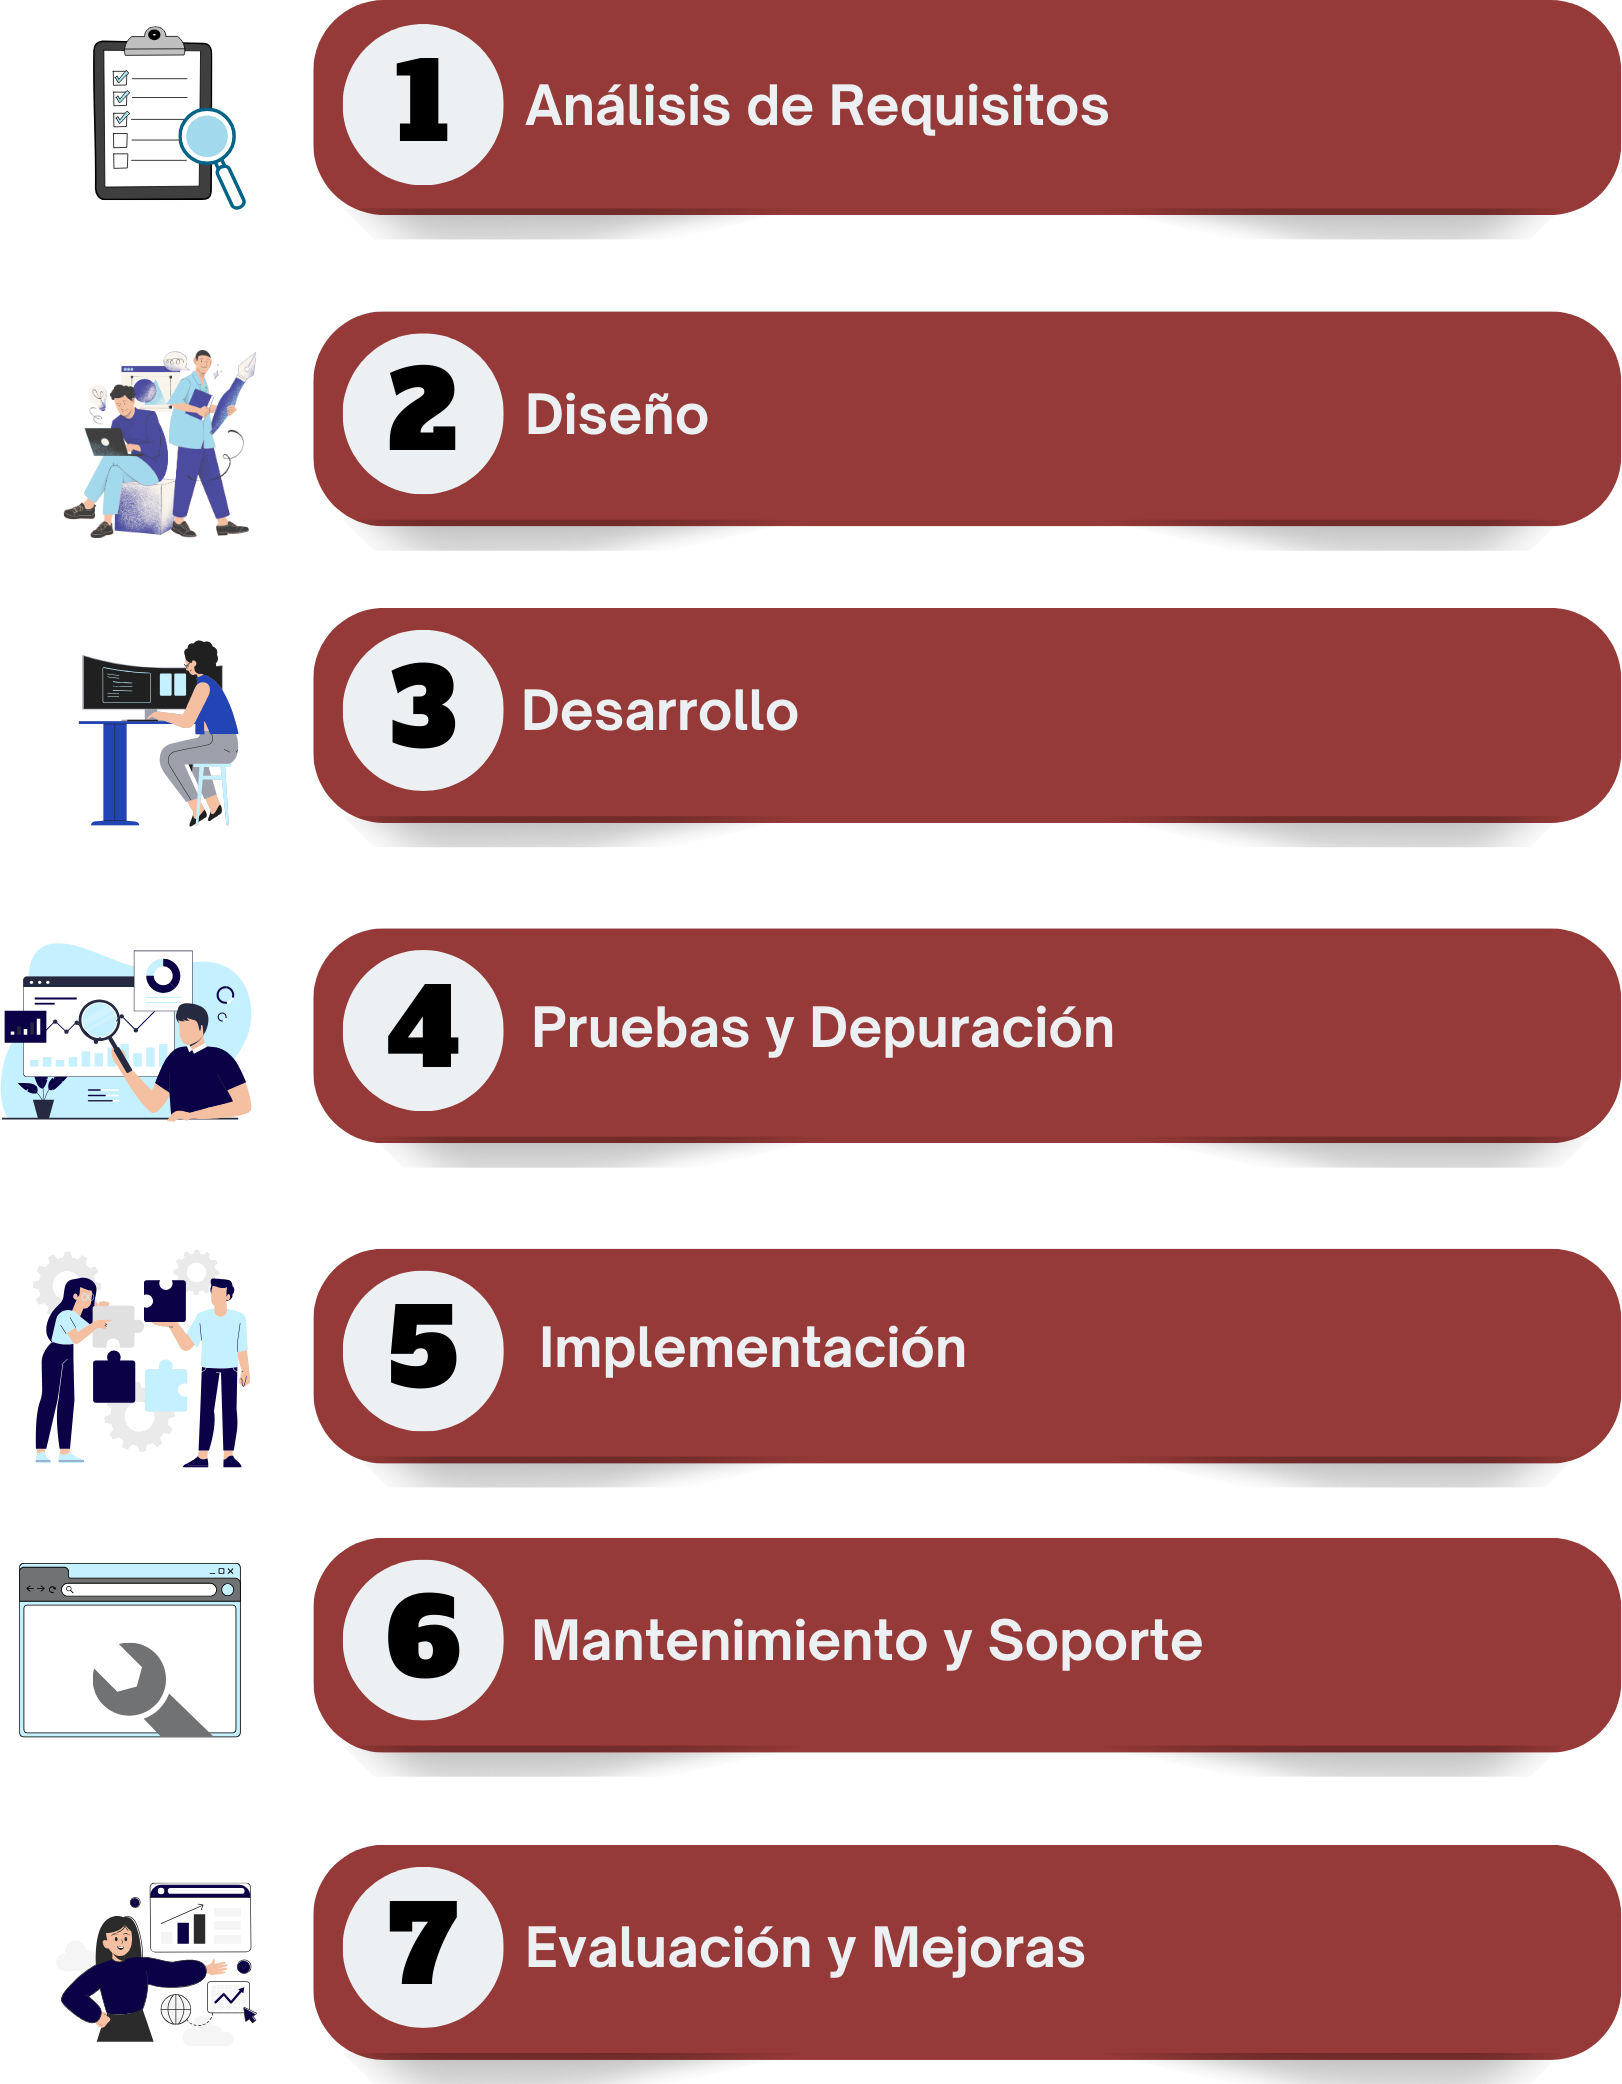 1
Análisis de Requisitos
2
Diseño
3
Desarrollo
4
Pruebas y Depuración
5
Implementación
6
Mantenimiento y Soporte
7
Evaluación y Mejoras